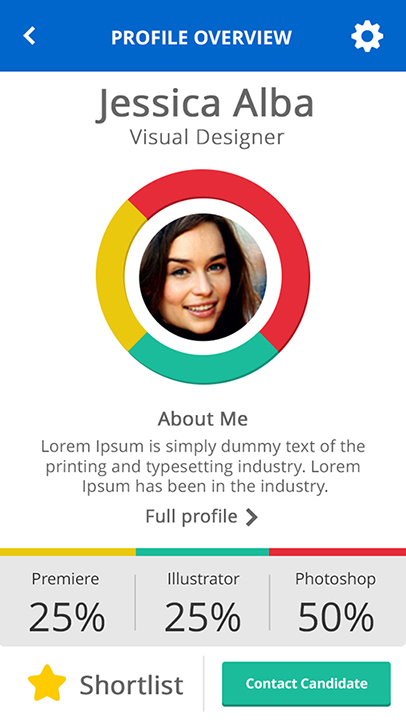 PROFILE OVERVIEW
Jessica Alba
Visual Designer
About Me
Lorem Ipsum is simply dummy text of the
printing and typesetting industry. Lorem
Ipsum has been in the industry.
Full profile
Premiere Illustrator Photoshop
25% 25% 50%
Shortlist Contact Candidate